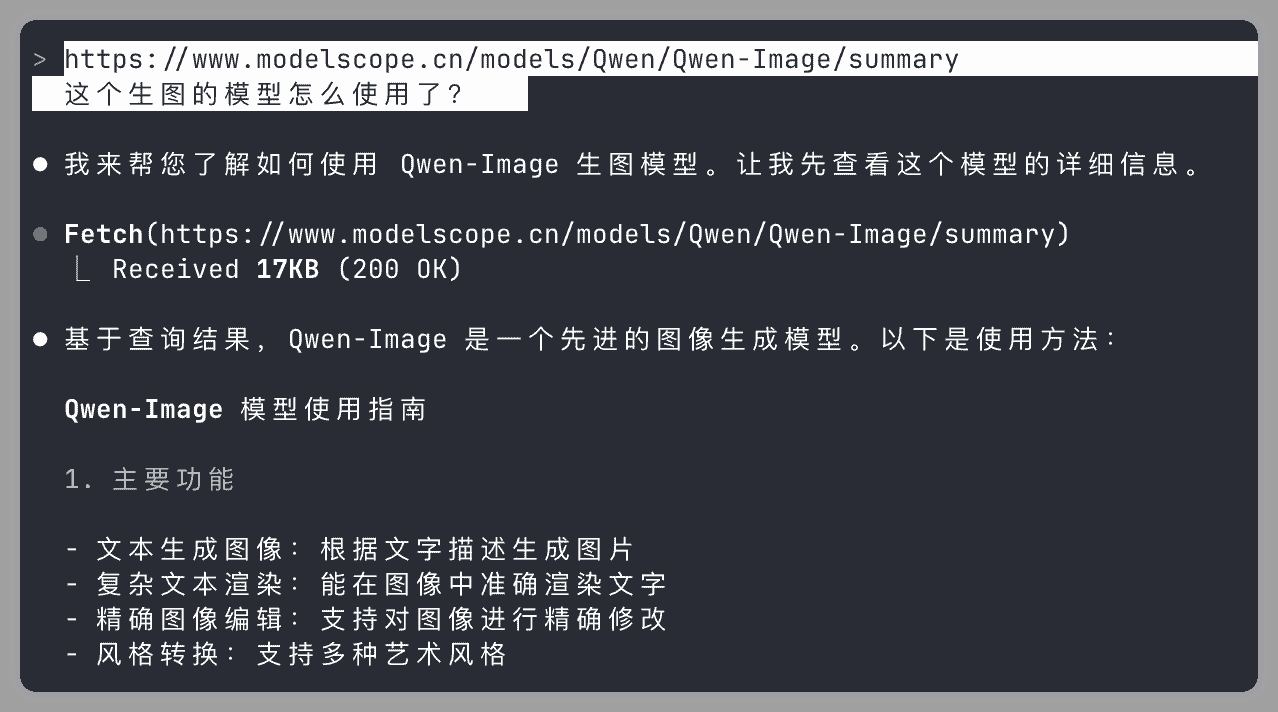 > https://www.modelscope.cn/models/Qwen/Qwen-Image/summary
这个生图的模型怎么使用了?
● 我来帮您了解如何使用 Qwen-Image 生图模型。让我先查看这个模型的详细信息。
● Fetch(https://www.modelscope.cn/models/Qwen/Qwen-Image/summary)
⎿ Received 17KB (200 OK)
● 基于查询结果，Qwen-Image 是一个先进的图像生成模型。以下是使用方法：
Qwen-Image 模型使用指南
1. 主要功能
- 文本生成图像：根据文字描述生成图片
- 复杂文本渲染：能在图像中准确渲染文字
- 精确图像编辑：支持对图像进行精确修改
- 风格转换：支持多种艺术风格